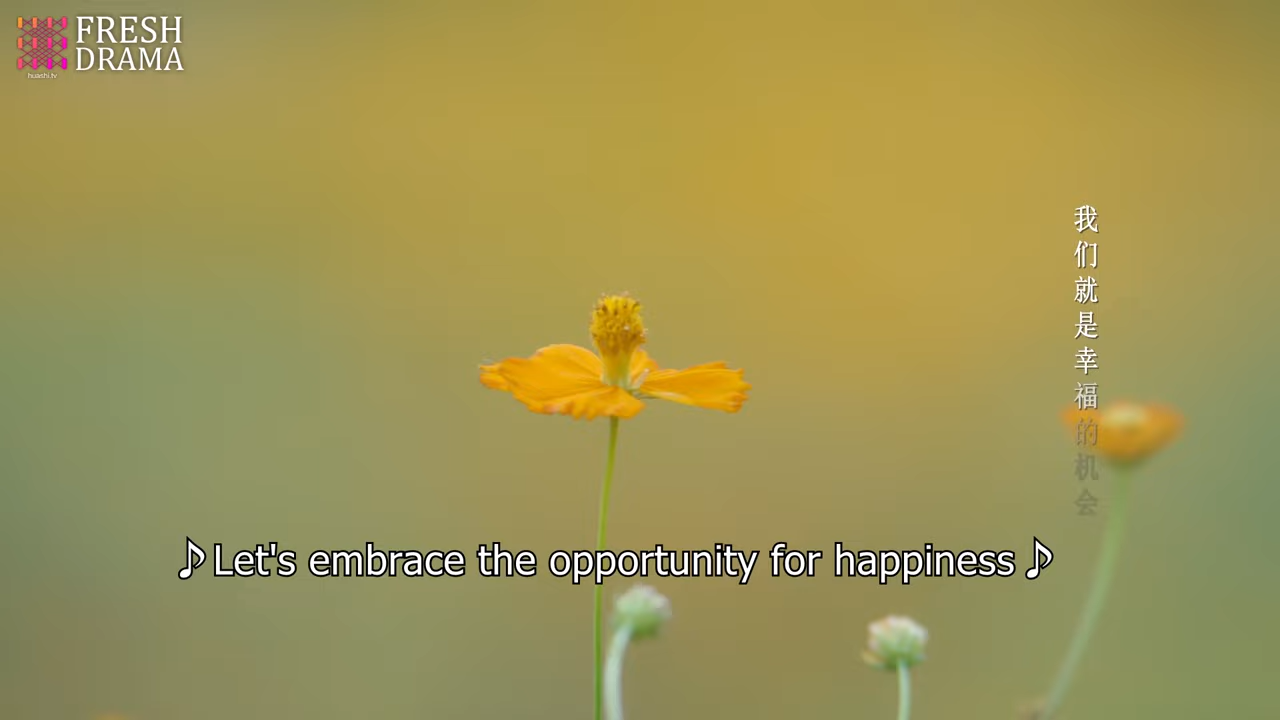 FRESH
DRAMA
huashi.tv
我们就是幸福的机会
♪Let's embrace the opportunity for happiness♪